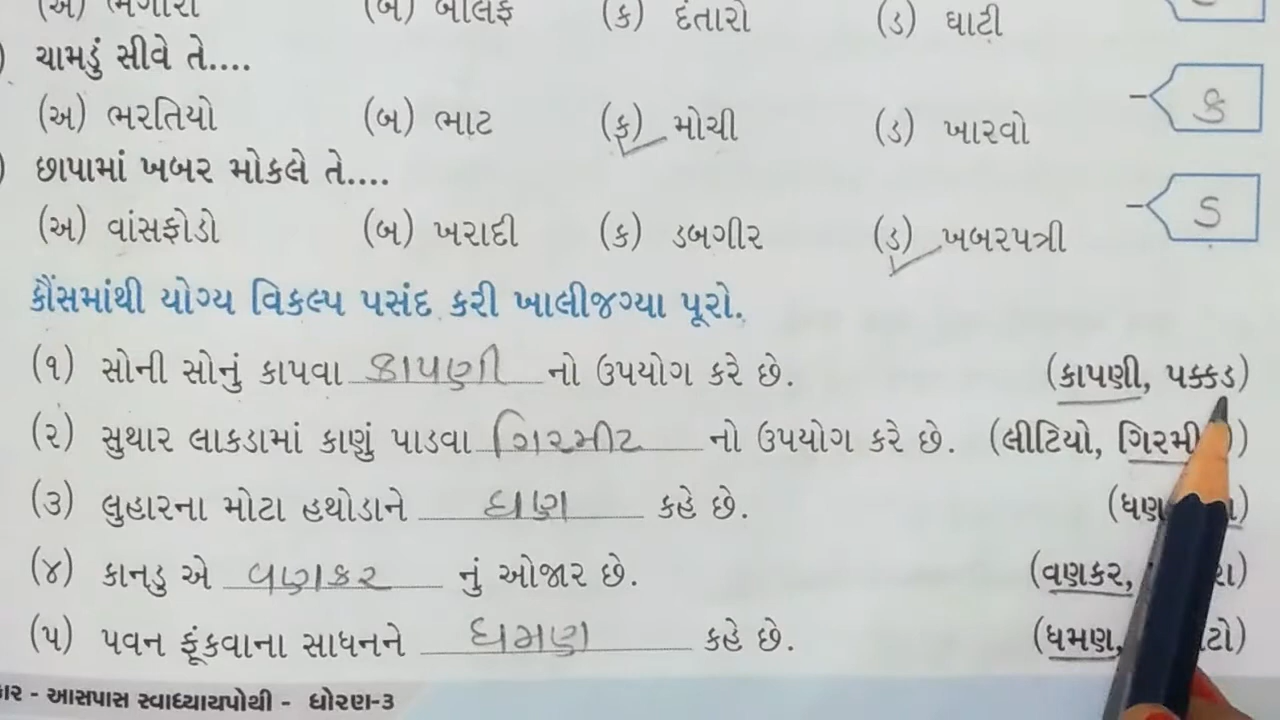 (બ) બોલિફ (ક) દંતારો (ડ) ઘાટી
ચામડું સીવે તે....
(અ) ભરતિયો (બ) ભાટ (ક) મોચી (ડ) ખારવો ક
છાપામાં ખબર મોકલે તે....
(અ) વાંસફોડો (બ) ખરાદી (ક) ડબગીર (ડ) ખબરપત્રી ડ
કૌંસમાંથી યોગ્ય વિકલ્પ પસંદ કરી ખાલીજગ્યા પૂરો.
(૧) સોની સોનું કાપવા કાપણી નો ઉપયોગ કરે છે. (કાપણી, પક્કડ)
(૨) સુથાર લાકડામાં કાણું પાડવા ગિરમીટ નો ઉપયોગ કરે છે. (લીટિયો,
(૩) લુહારના મોટા હથોડાને ઘણ કહે છે.
(૪) કાનડુ એ વણકર નું ઓજાર છે. (વણકર,
(૫) પવન ફૂંકવાના સાધનને ધમણ કહે છે. (ધમણ,
આસપાસ સ્વાધ્યાયપોથી - ધોરણ-૩